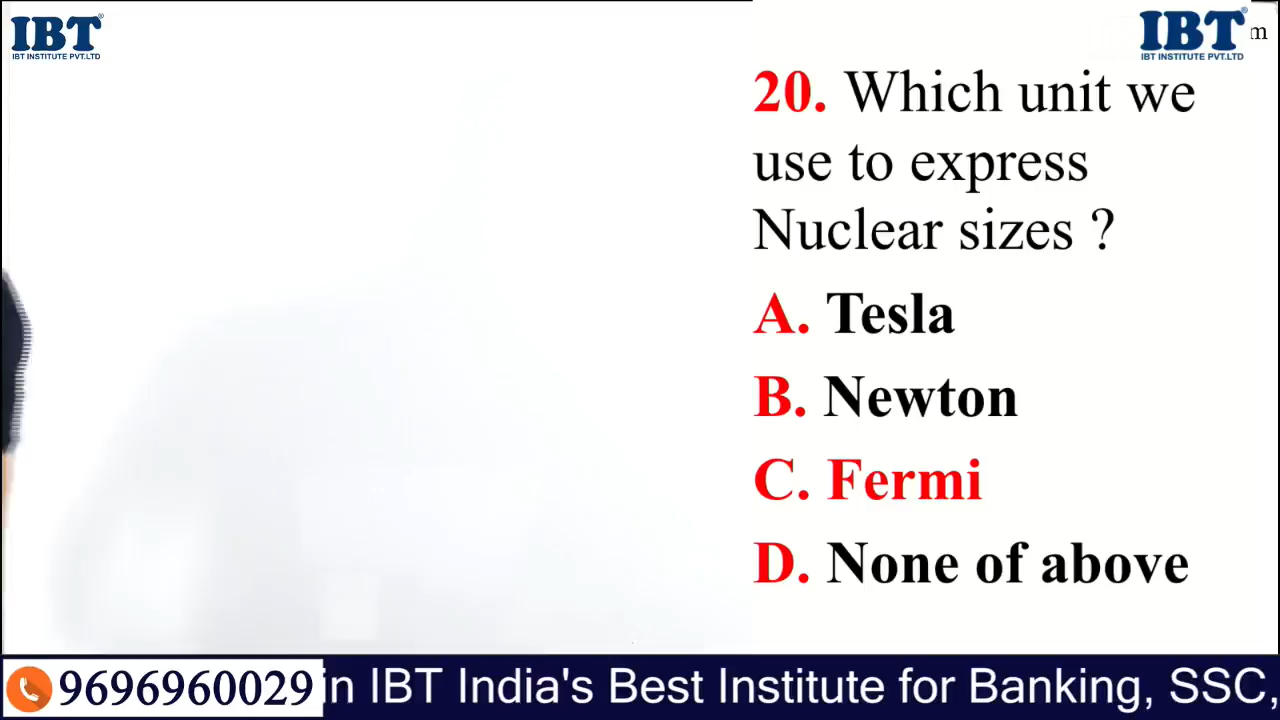 IBT
IBT INSTITUTE PVT.LTD
IBT
IBT INSTITUTE PVT.LTD
m
20. Which unit we
use to express
Nuclear sizes ?
A. Tesla
B. Newton
C. Fermi
D. None of above
9696960029
in IBT India's Best Institute for Banking, SSC,